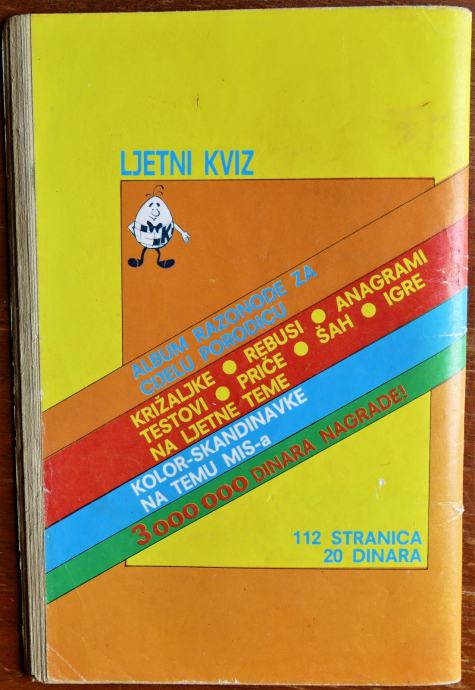 LJETNI KVIZ
ALBUM RAZONODE ZA
CDELU PORODICU
KRIŽALJKE • REBUSI • ANAGRAMI
TESTOVI • PRIČE • ŠAH • IGRE
NA LJETNE TEME
KOLOR-SKANDINAVKE
NA TEMU MIS-a
3 000 000 DINARA NAGRADE!
112 STRANICA
20 DINARA